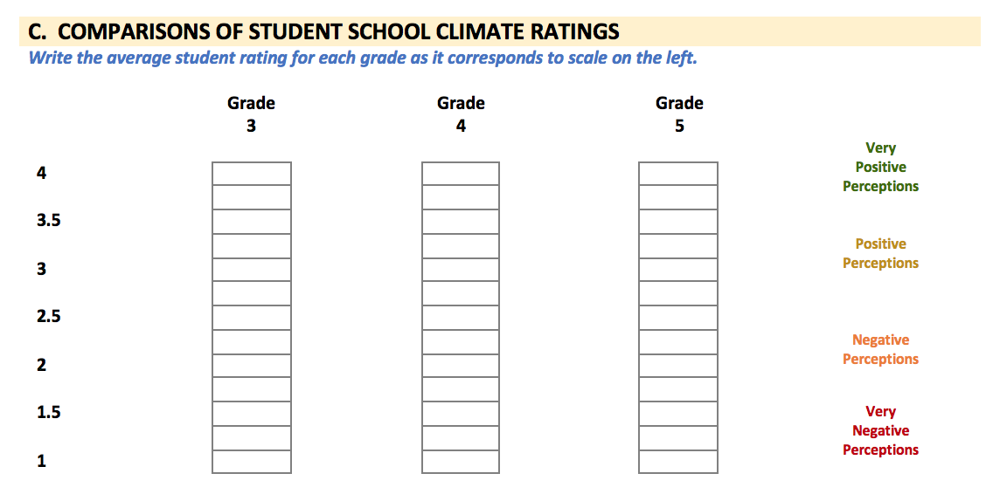 C. COMPARISONS OF STUDENT SCHOOL CLIMATE RATINGS
Write the average student rating for each grade as it corresponds to scale on the left.
Grade
3
Grade
4
Grade
5
4
3.5
3
2.5
2
1.5
1
Very
Positive
Perceptions
Positive
Perceptions
Negative
Perceptions
Very
Negative
Perceptions